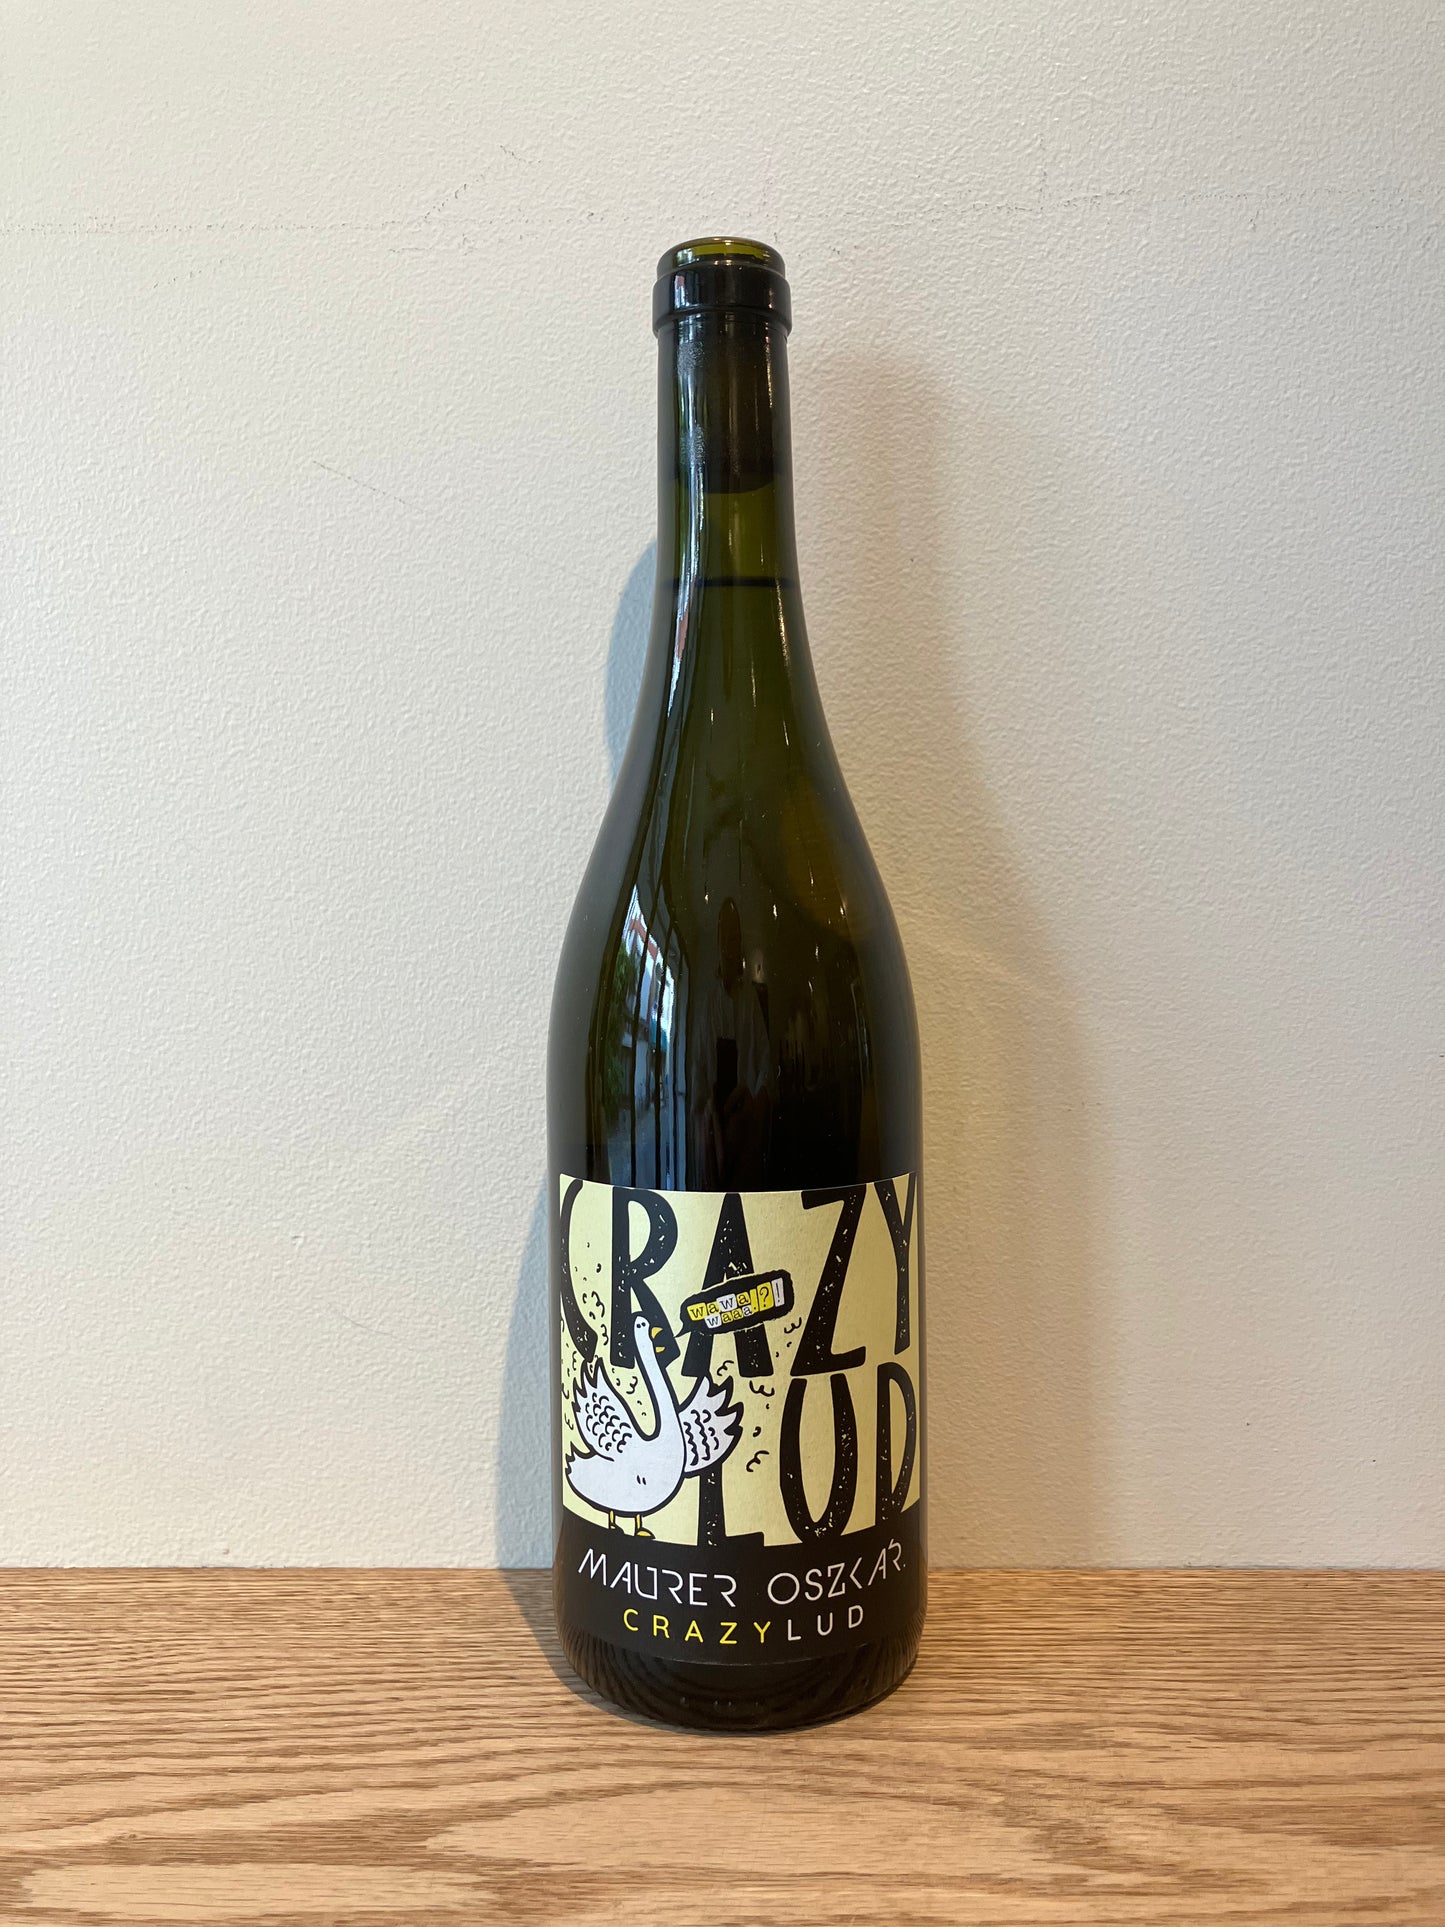 CRAZY
wawa
waaa.?!
LUD
MAURER OSZKÁR.
CRAZYLUD